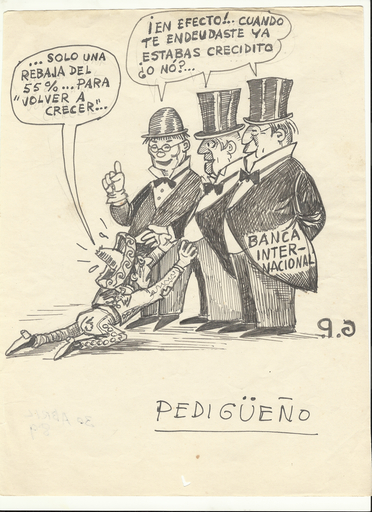 ... SOLO UNA
REBAJA DEL
55%... PARA
"VOLVER A
CRECER"...
¡EN EFECTO!.. CUANDO
TE ENDEUDASTE YA
ESTABAS CRECIDITO
¿O NÓ?...
BANCA
INTER-
NACIONAL
PEDIGÜEÑO